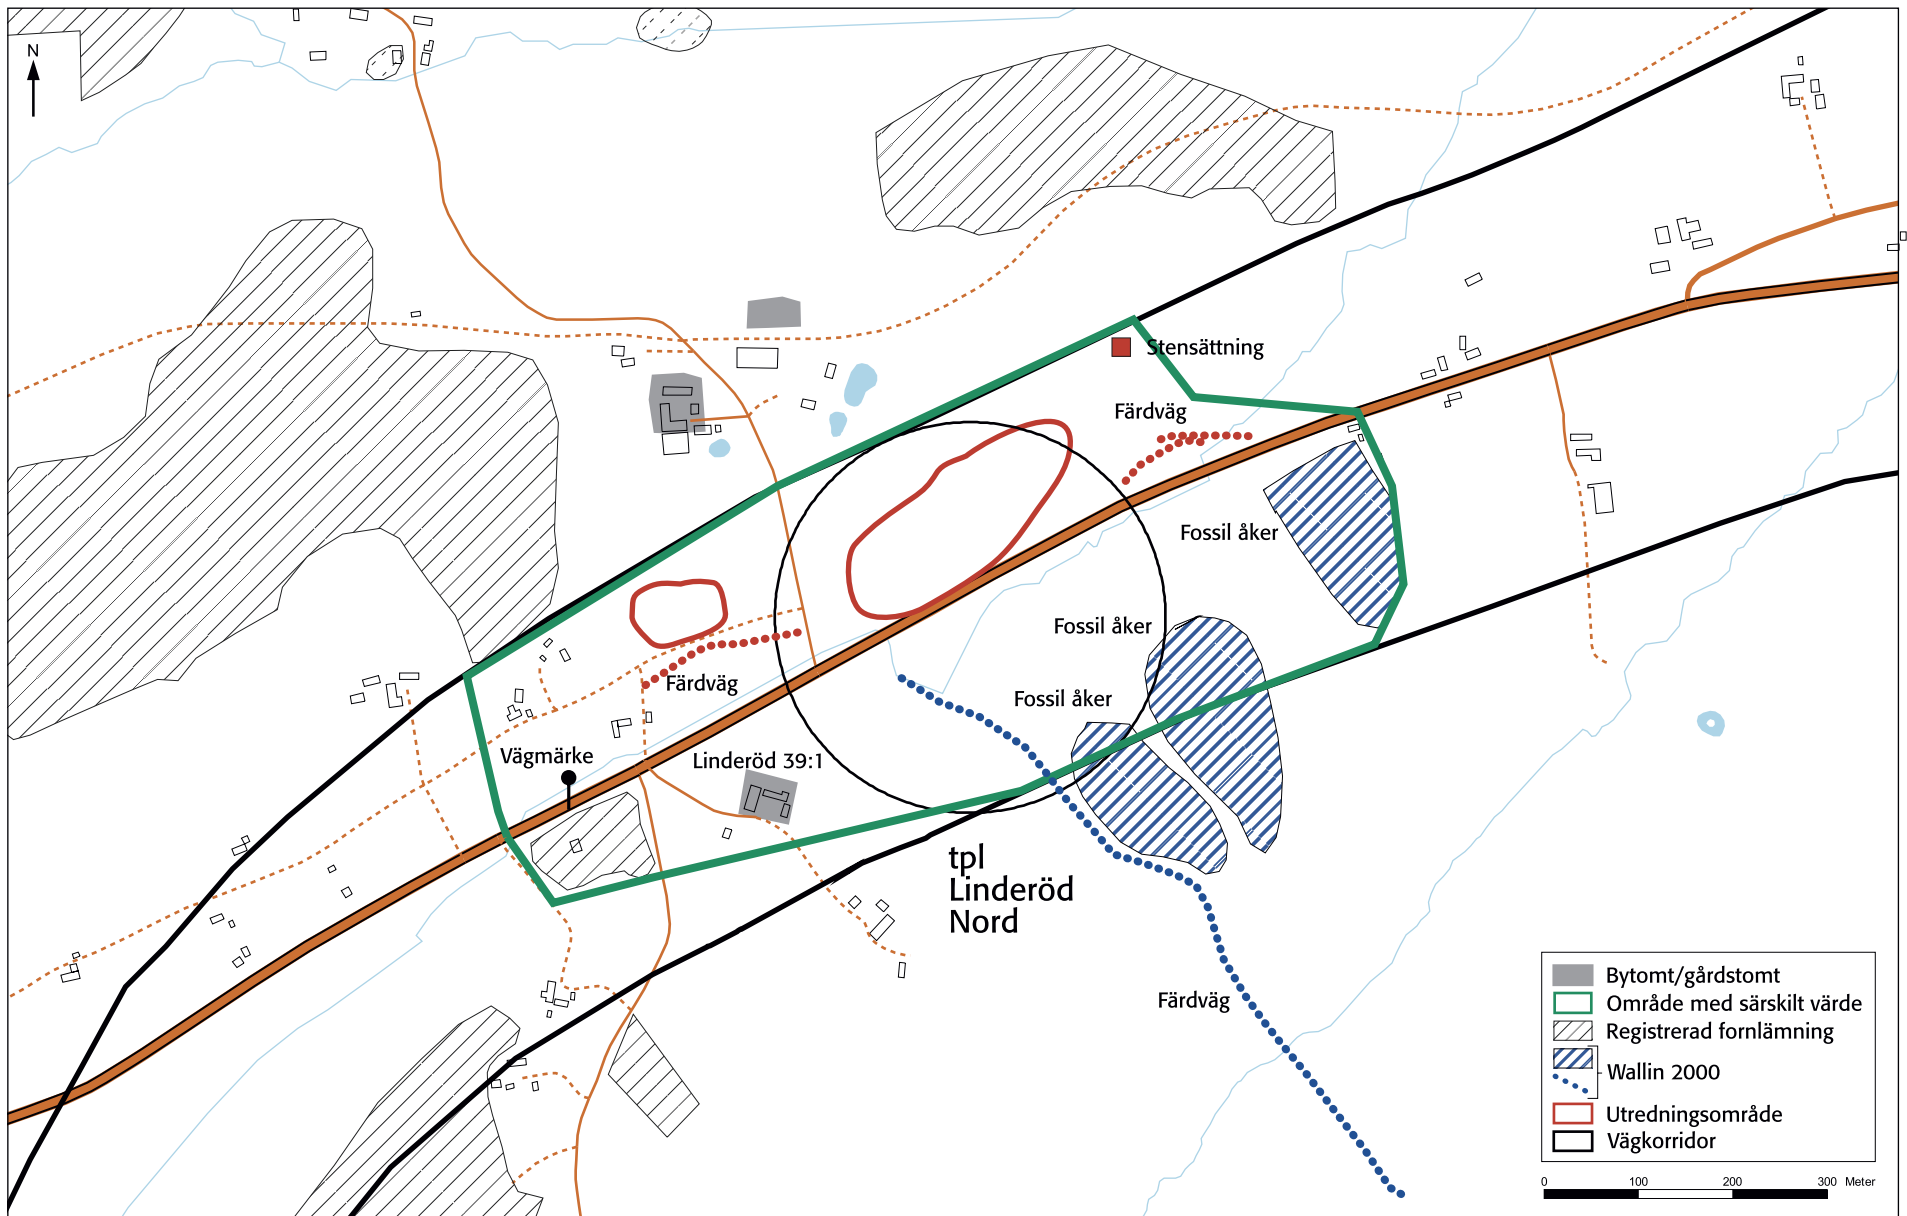 N
Stensättning
Färdväg
Fossil åker
Fossil åker
Färdväg
Fossil åker
Vägmärke
Linderöd 39:1
tpl
Linderöd
Nord
Färdväg
Bytomt/gårdstomt
Område med särskilt värde
Registrerad fornlämning
Wallin 2000
Utredningsområde
Vägkorridor
0 100 200 300 Meter